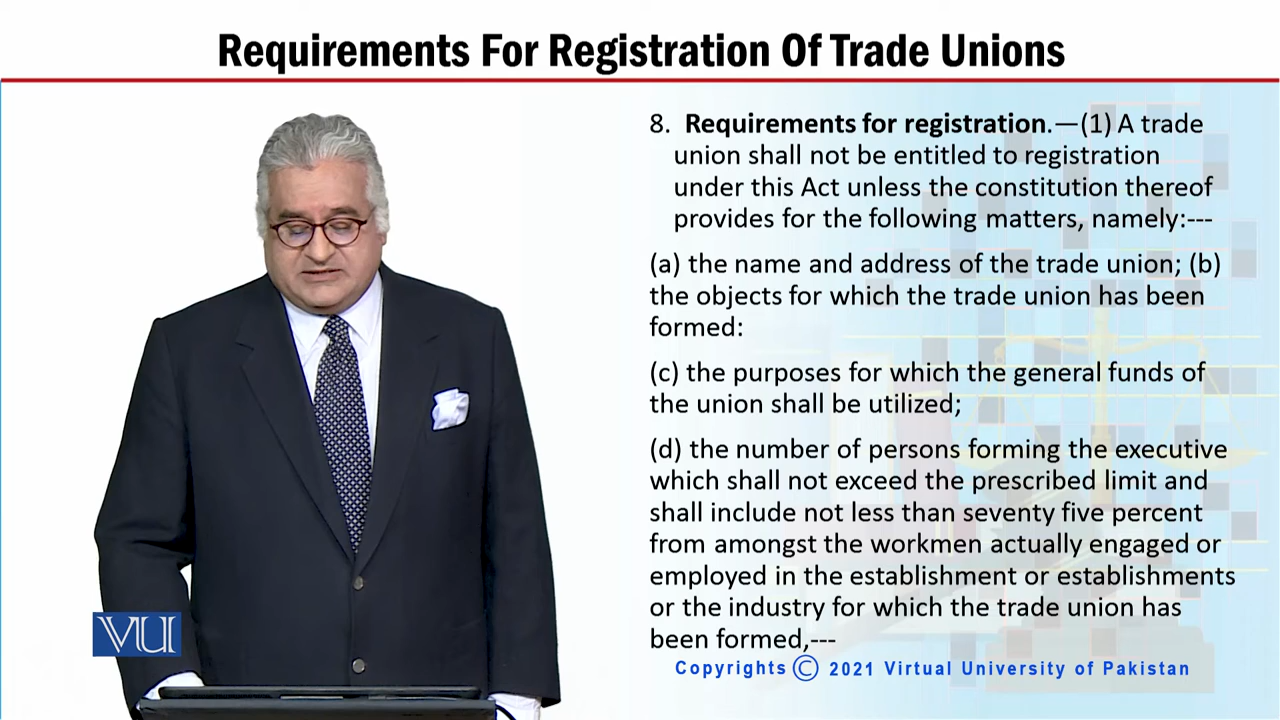 Requirements For Registration Of Trade Unions
8. Requirements for registration.—(1) A trade
union shall not be entitled to registration
under this Act unless the constitution thereof
provides for the following matters, namely:---
(a) the name and address of the trade union; (b)
the objects for which the trade union has been
formed:
(c) the purposes for which the general funds of
the union shall be utilized;
(d) the number of persons forming the executive
which shall not exceed the prescribed limit and
shall include not less than seventy five percent
from amongst the workmen actually engaged or
employed in the establishment or establishments
or the industry for which the trade union has
been formed,---
VU
Copyrights © 2021 Virtual University of Pakistan